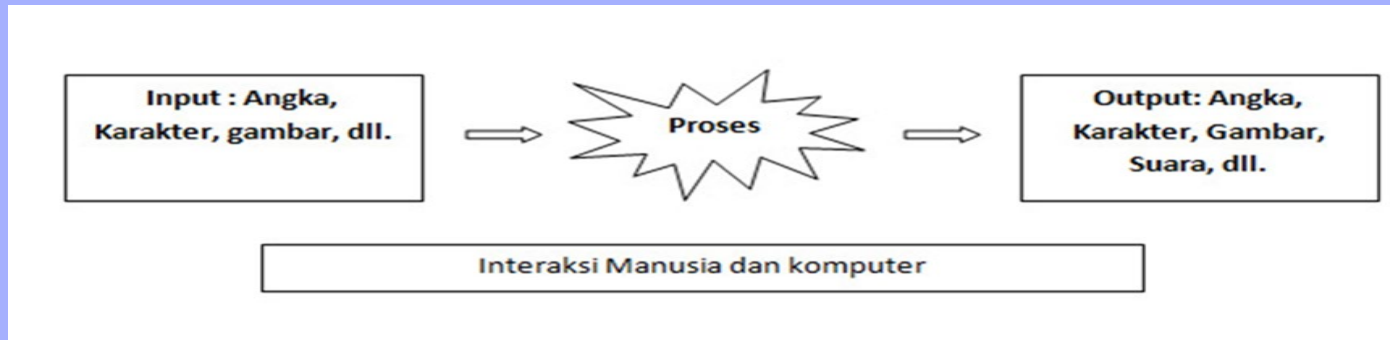 Input : Angka,
Karakter, gambar, dll.
Proses
Output: Angka,
Karakter, Gambar,
Suara, dll.
Interaksi Manusia dan komputer